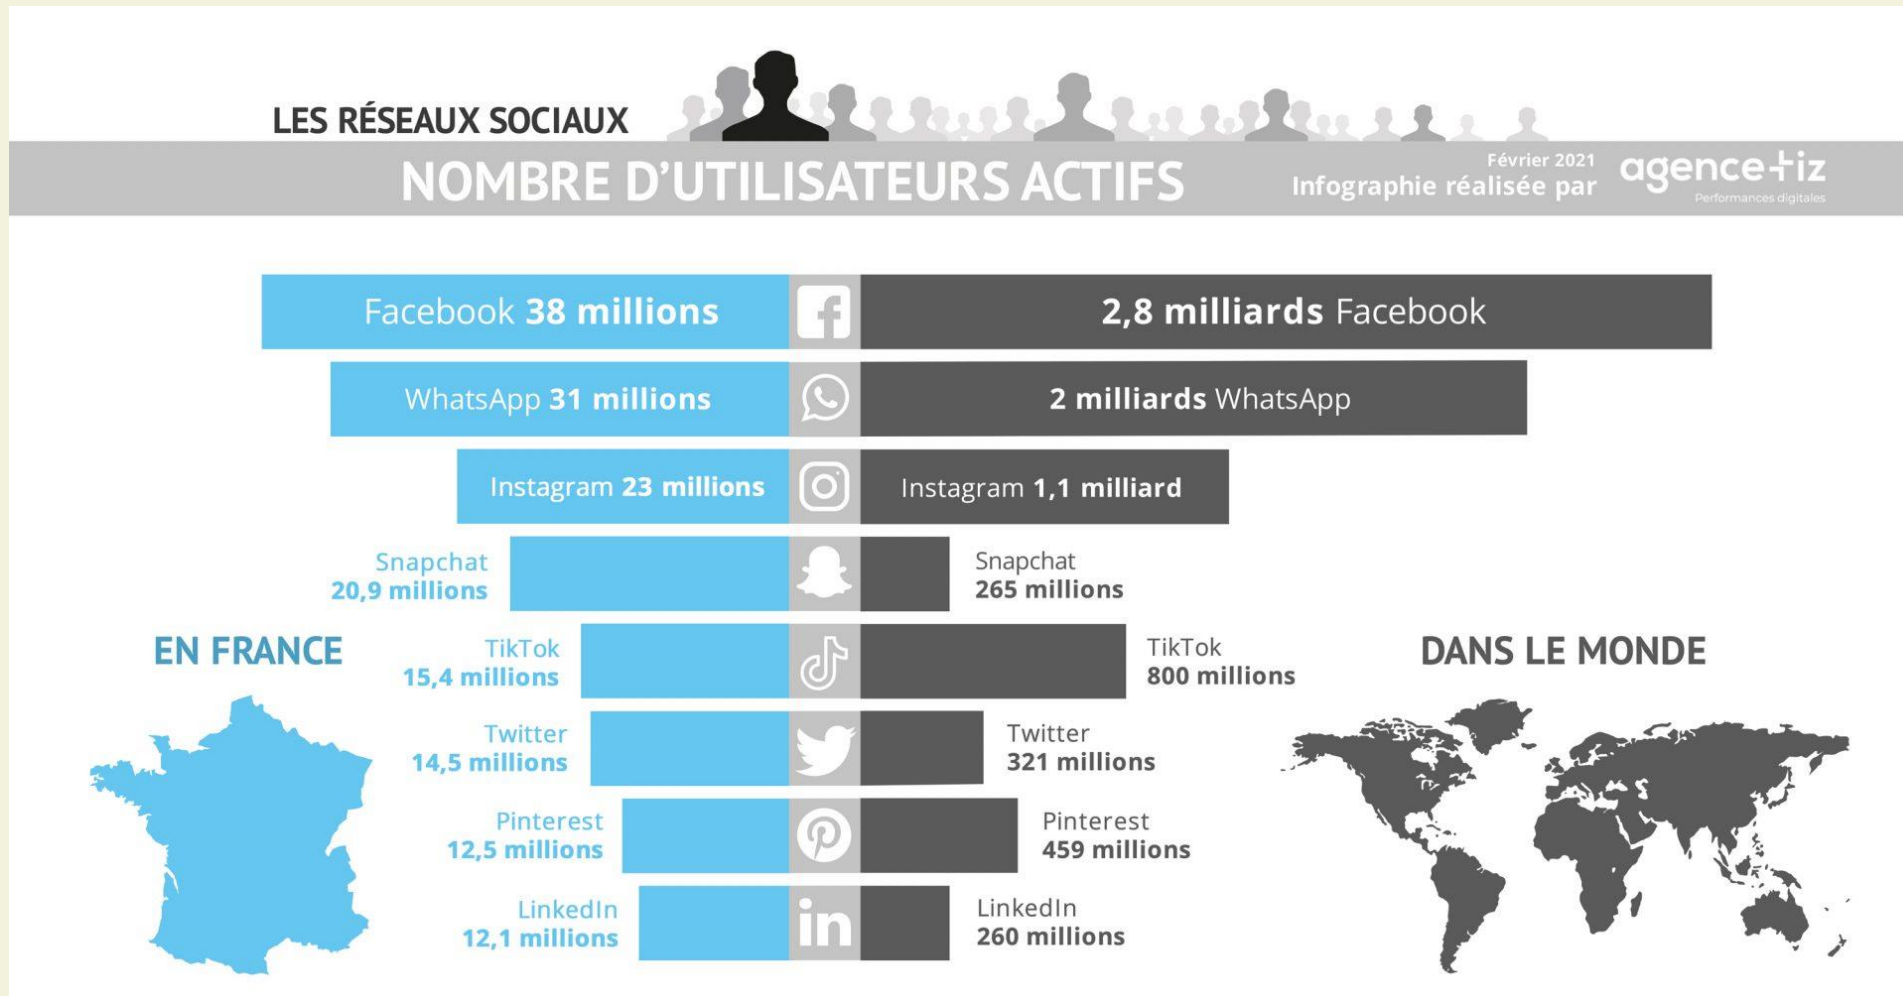 LES RÉSEAUX SOCIAUX
NOMBRE D’UTILISATEURS ACTIFS
Février 2021
Infographie réalisée par
agence tiz
Performances digitales
Facebook 38 millions
2,8 milliards Facebook
WhatsApp 31 millions
2 milliards WhatsApp
Instagram 23 millions
Instagram 1,1 milliard
Snapchat
20,9 millions
Snapchat
265 millions
EN FRANCE
TikTok
15,4 millions
TikTok
800 millions
DANS LE MONDE
Twitter
14,5 millions
Twitter
321 millions
Pinterest
12,5 millions
Pinterest
459 millions
LinkedIn
12,1 millions
in
LinkedIn
260 millions